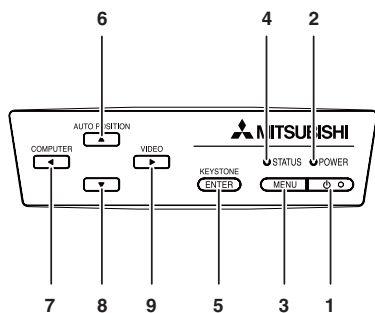 6 4 2
AUTO POSITION
MITSUBISHI
COMPUTER VIDEO
STATUS POWER
KEYSTONE
ENTER MENU
7 8 9 5 3 1